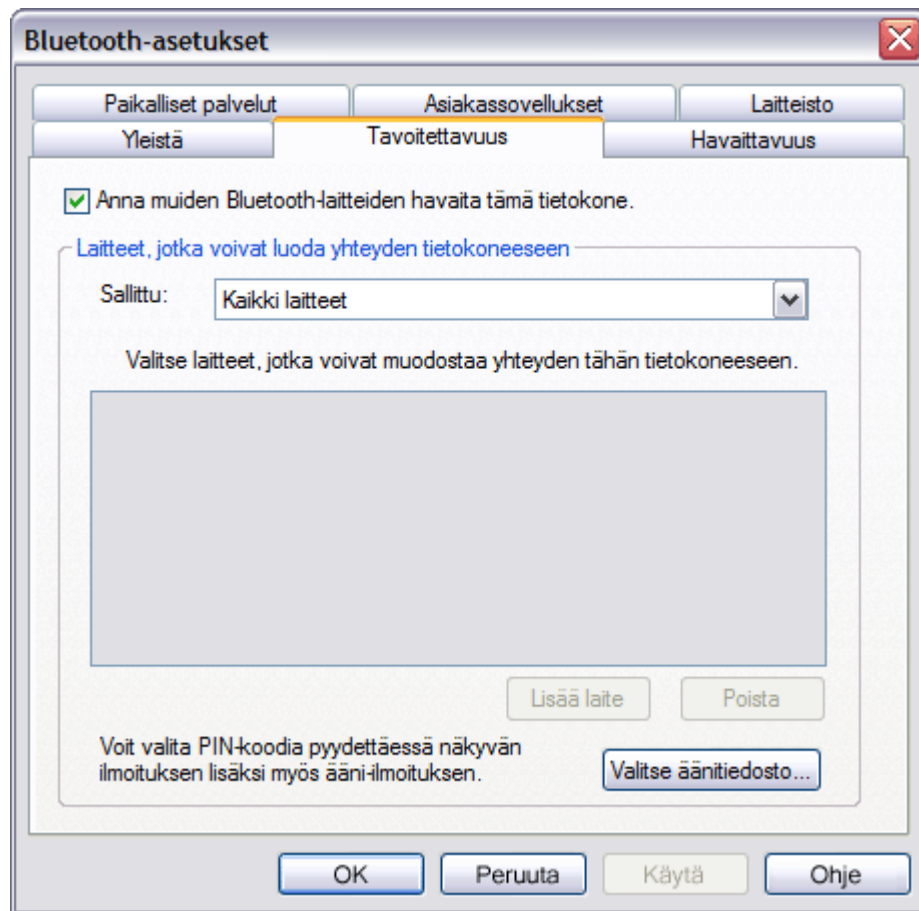 Bluetooth-asetukset
Paikalliset palvelut Asiakassovellukset Laitteisto
Yleistä Tavoitettavuus Havaittavuus
Anna muiden Bluetooth-laitteiden havaita tämä tietokone.
Laitteet, jotka voivat luoda yhteyden tietokoneeseen
Sallittu: Kaikki laitteet
Valitse laitteet, jotka voivat muodostaa yhteyden tähän tietokoneeseen.
Lisää laite Poista
Voit valita PIN-koodia pyydettäessä näkyvän
ilmoituksen lisäksi myös ääni-ilmoituksen.
Valitse äänitiedosto...
OK Peruuta Käytä Ohje